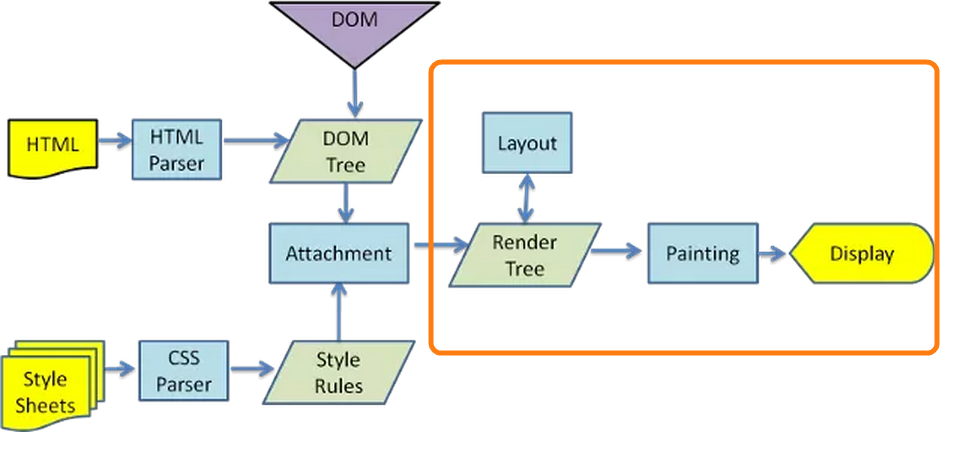 DOM
HTML
HTML
Parser
DOM
Tree
Layout
Attachment
Render
Tree
Painting
Display
Style
Sheets
CSS
Parser
Style
Rules